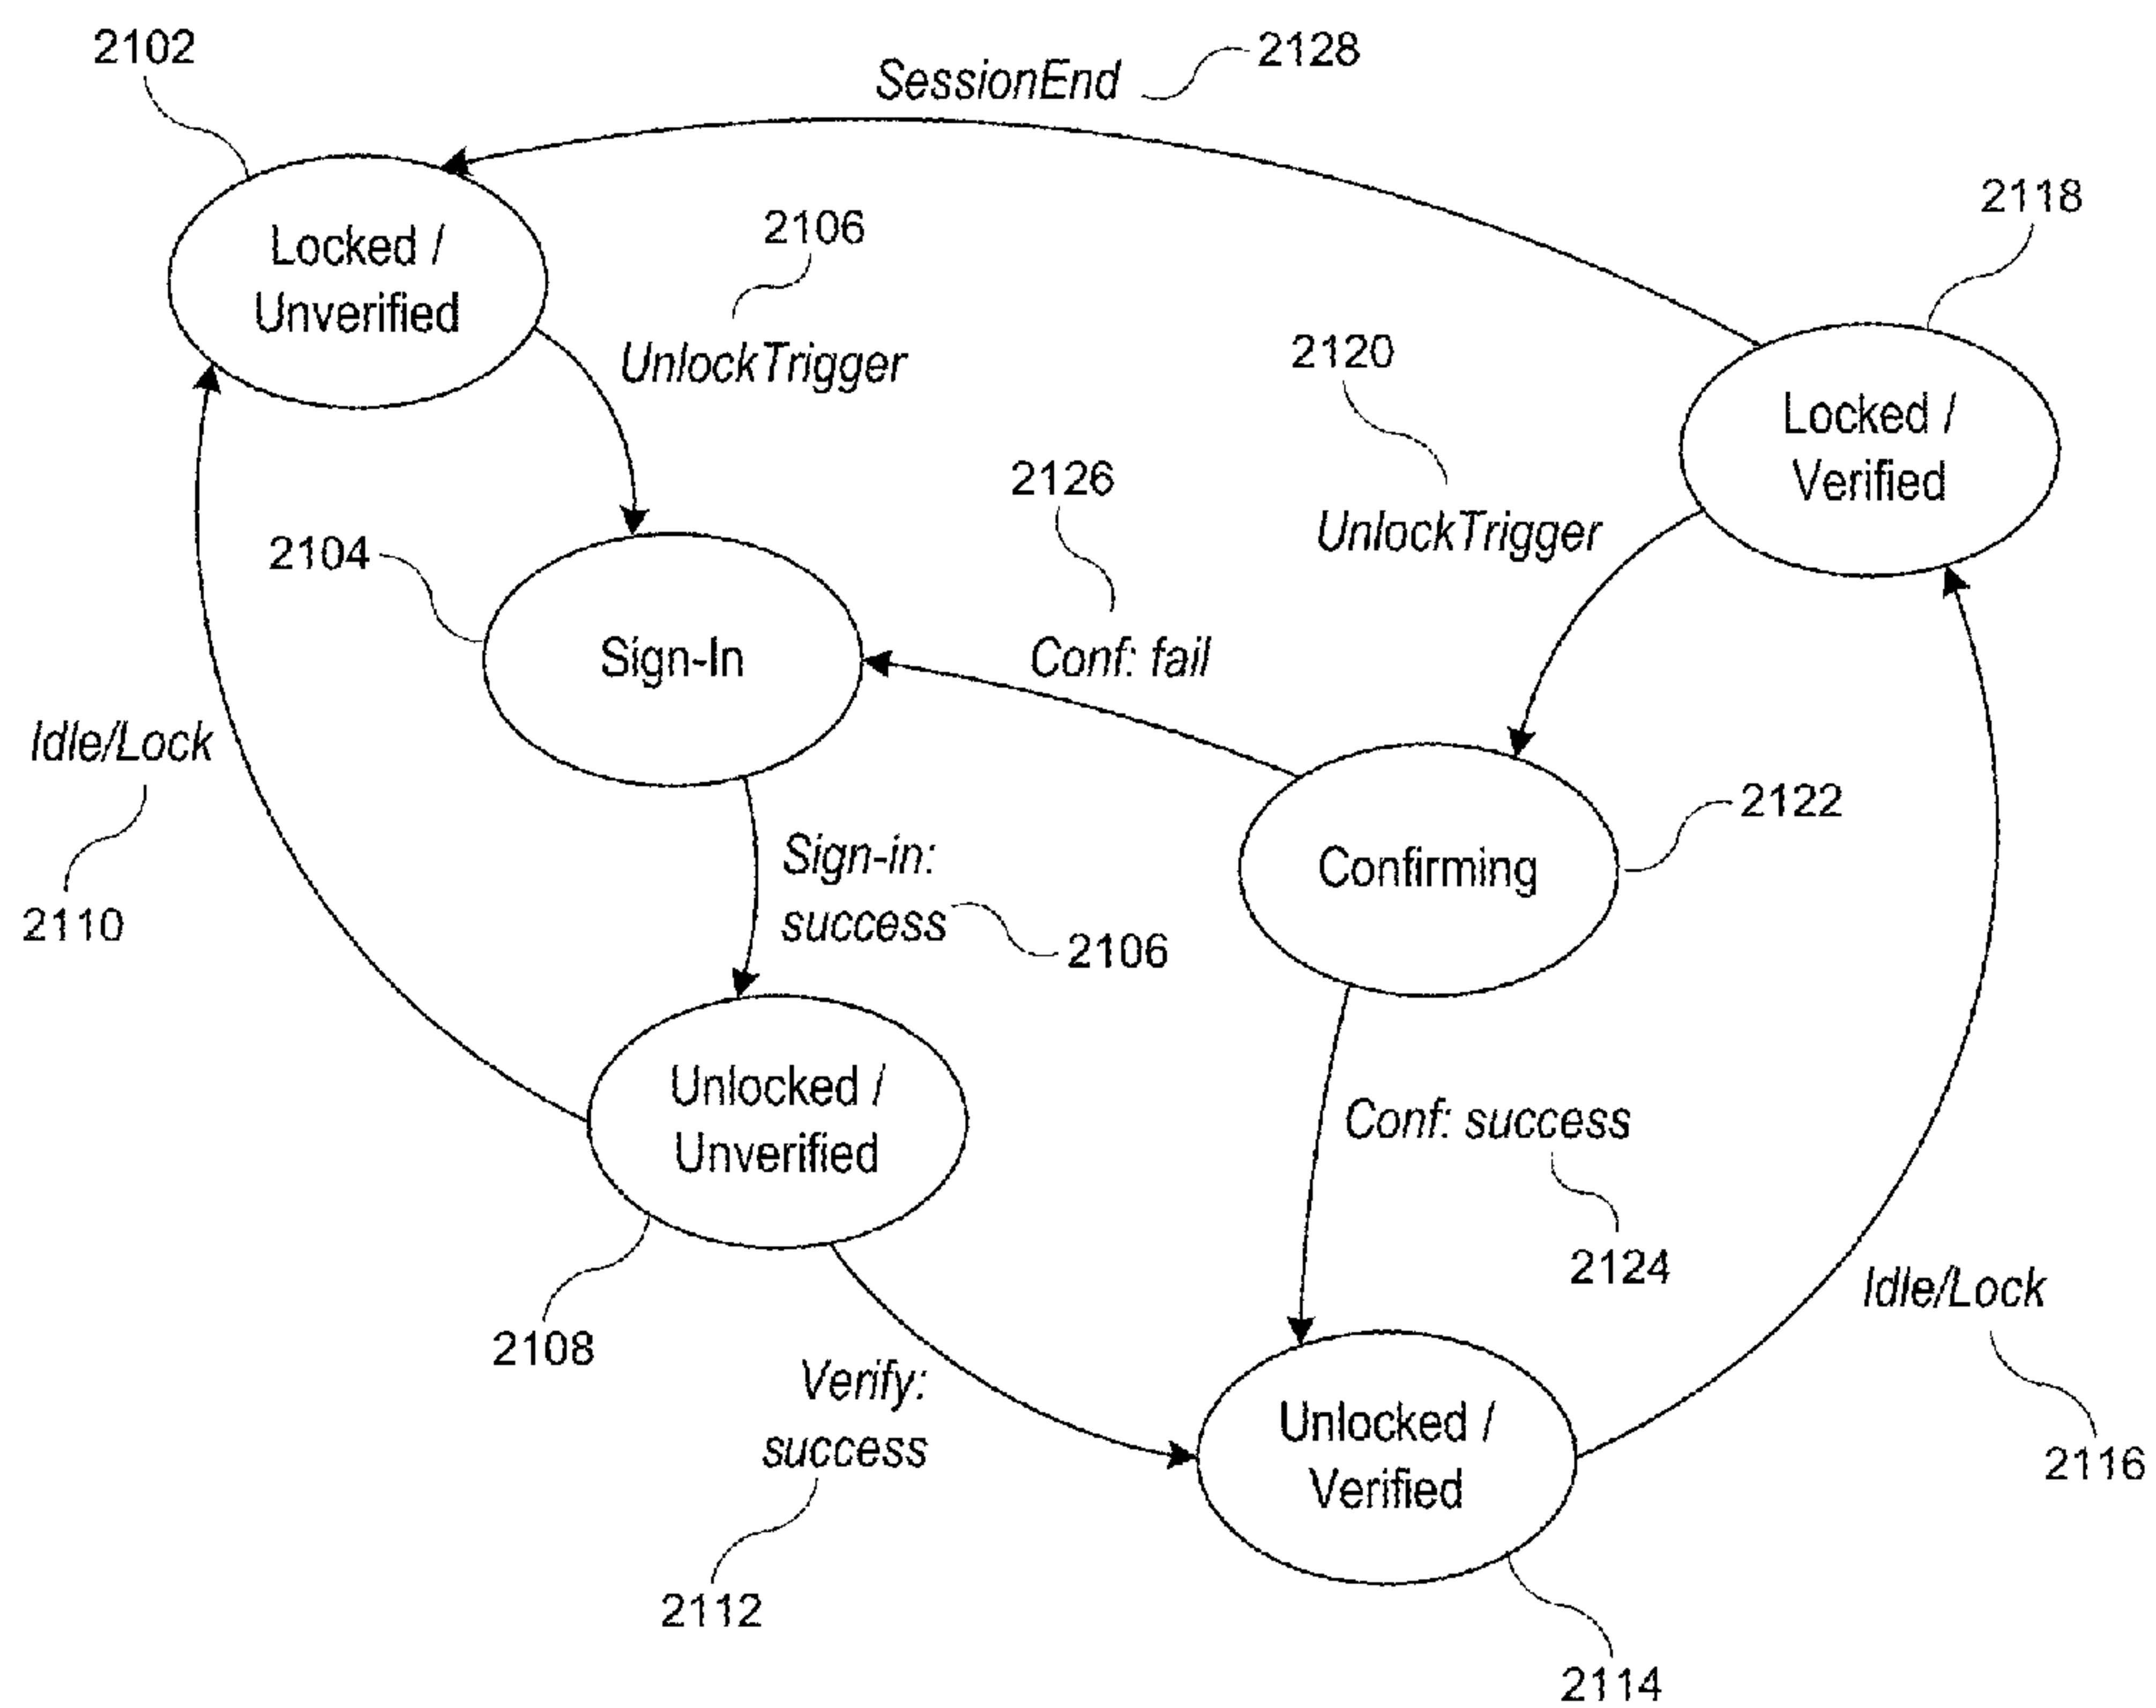 2102
SessionEnd
2128
2118
Locked /
Unverified
2106
UnlockTrigger
2120
Locked /
Verified
UnlockTrigger
2126
2104
Sign-In
Conf: fail
Idle/Lock
2110
2122
Confirming
Sign-in:
success
2106
Unlocked /
Unverified
Conf: success
2124
2108
Idle/Lock
2116
Verify:
success
2112
Unlocked /
Verified
2114